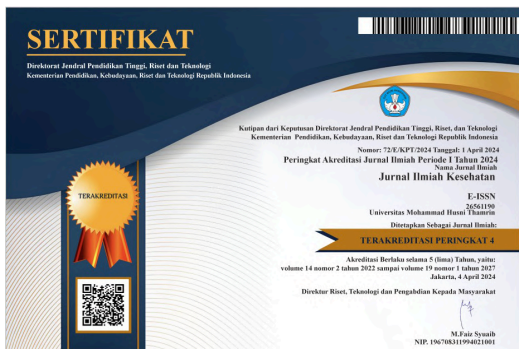 SERTIFIKAT
Direktorat Jendral Pendidikan Tinggi, Riset dan Teknologi
Kementerian Pendidikan, Kebudayaan, Riset dan Teknologi Republik Indonesia
Kutipan dari Keputusan Direktorat Jendral Pendidikan Tinggi, Riset, dan Teknologi
Kementerian Pendidikan, Kebudayaan, Riset dan Teknologi Republik Indonesia
Nomor: 72/E/KPT/2024 Tanggal: 1 April 2024
Peringkat Akreditasi Jurnal Ilmiah Periode I Tahun 2024
Nama Jurnal Ilmiah
Jurnal Ilmiah Kesehatan
E-ISSN
26561190
Universitas Mohammad Husni Thamrin
Ditetapkan Sebagai Jurnal Ilmiah:
TERAKREDITASI PERINGKAT 4
TERAKREDITASI
Akreditasi Berlaku selama 5 (lima) Tahun, yaitu:
volume 14 nomor 2 tahun 2022 sampai volume 19 nomor 1 tahun 2027
Jakarta, 4 April 2024
Direktur Riset, Teknologi dan Pengabdian Kepada Masyarakat
M.Faiz Syuaib
NIP. 196708311994021001